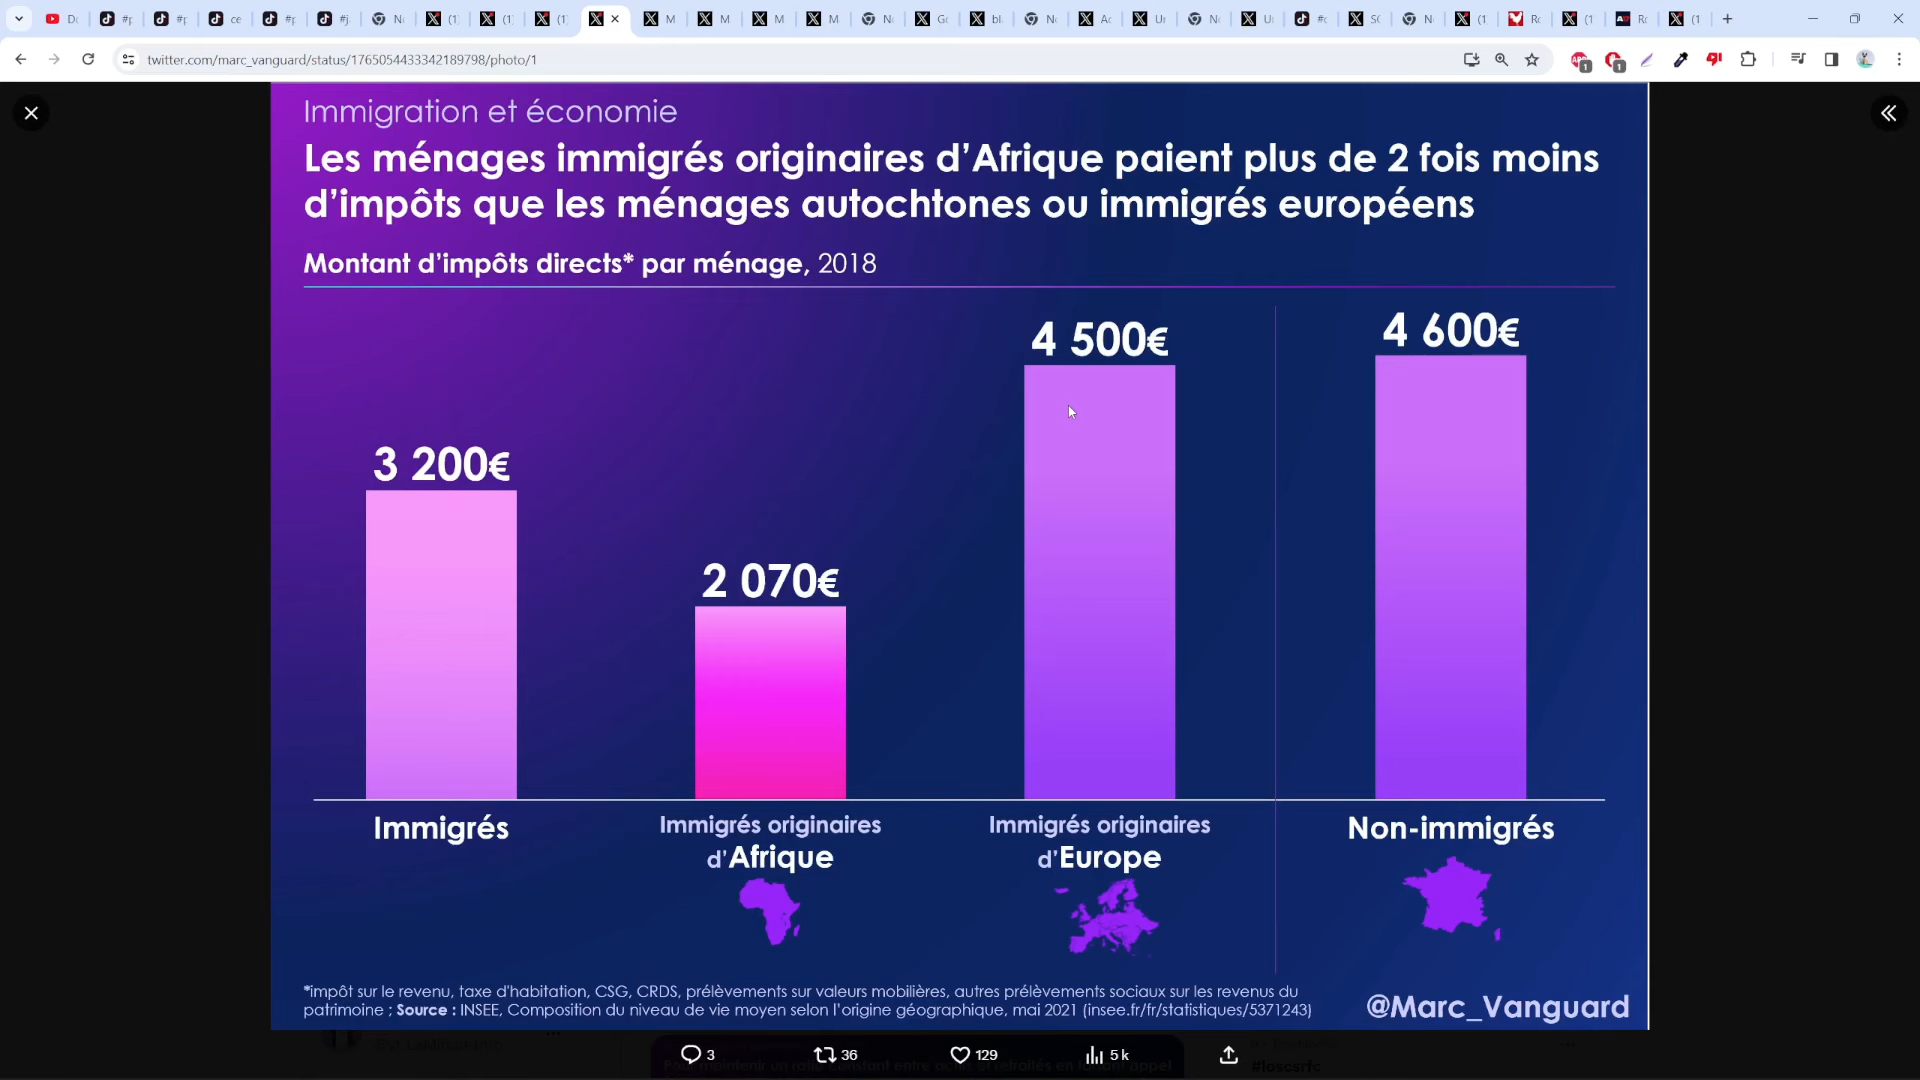 twitter.com/marc_vanguard/status/1765054433342189798/photo/1
Immigration et économie
Les ménages immigrés originaires d’Afrique paient plus de 2 fois moins
d’impôts que les ménages autochtones ou immigrés européens
Montant d’impôts directs* par ménage, 2018
3 200€
2 070€
4 500€
4 600€
Immigrés
Immigrés originaires
d’Afrique
Immigrés originaires
d’Europe
Non-immigrés
*impôt sur le revenu, taxe d'habitation, CSG, CRDS, prélèvements sur valeurs mobilières, autres prélèvements sociaux sur les revenus du
patrimoine ; Source : INSEE, Composition du niveau de vie moyen selon l’origine géographique, mai 2021 (insee.fr/fr/statistiques/5371243)
@Marc_Vanguard
3
36
129
5 k